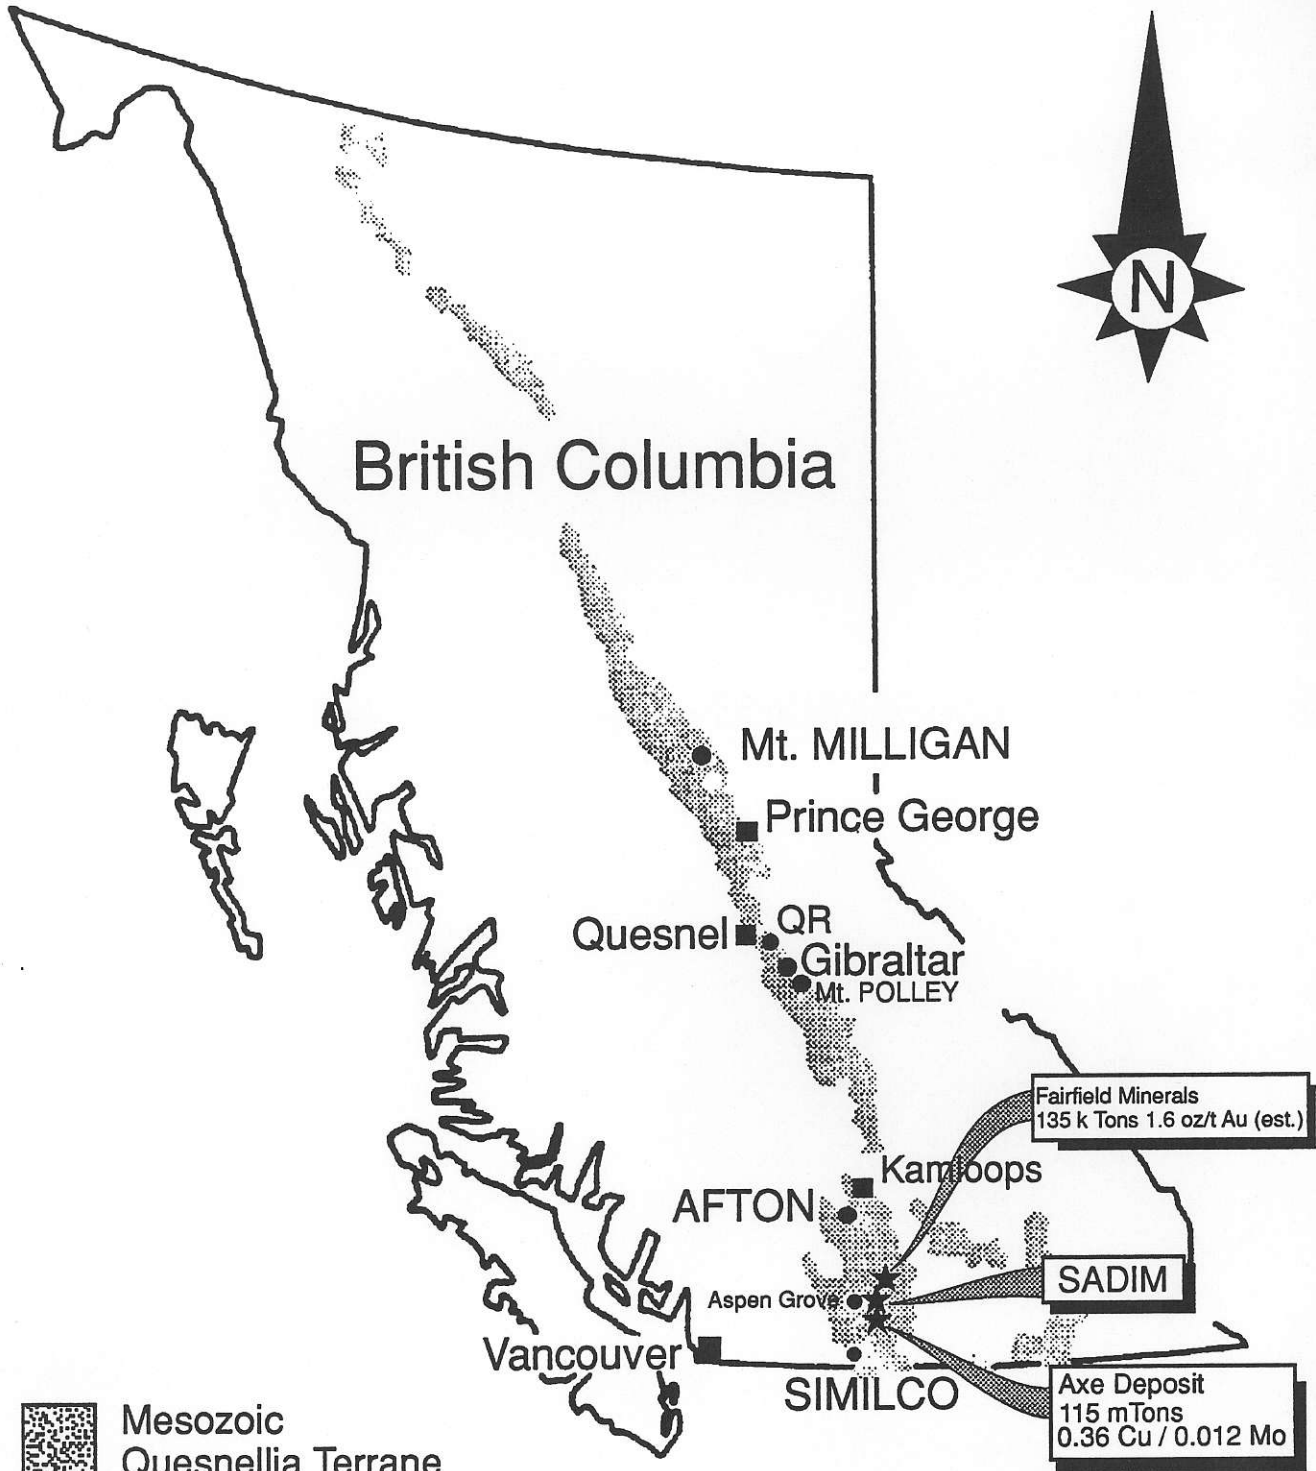 N
British Columbia
Mt. MILLIGAN
Prince George
Quesnel
QR
Gibraltar
Mt. POLLEY
Fairfield Minerals
135 k Tons 1.6 oz/t Au (est.)
Kamloops
AFTON
SADIM
Aspen Grove
Vancouver
SIMILCO
Axe Deposit
115 mTons
0.36 Cu / 0.012 Mo
Mesozoic
Quesnellia Terrane